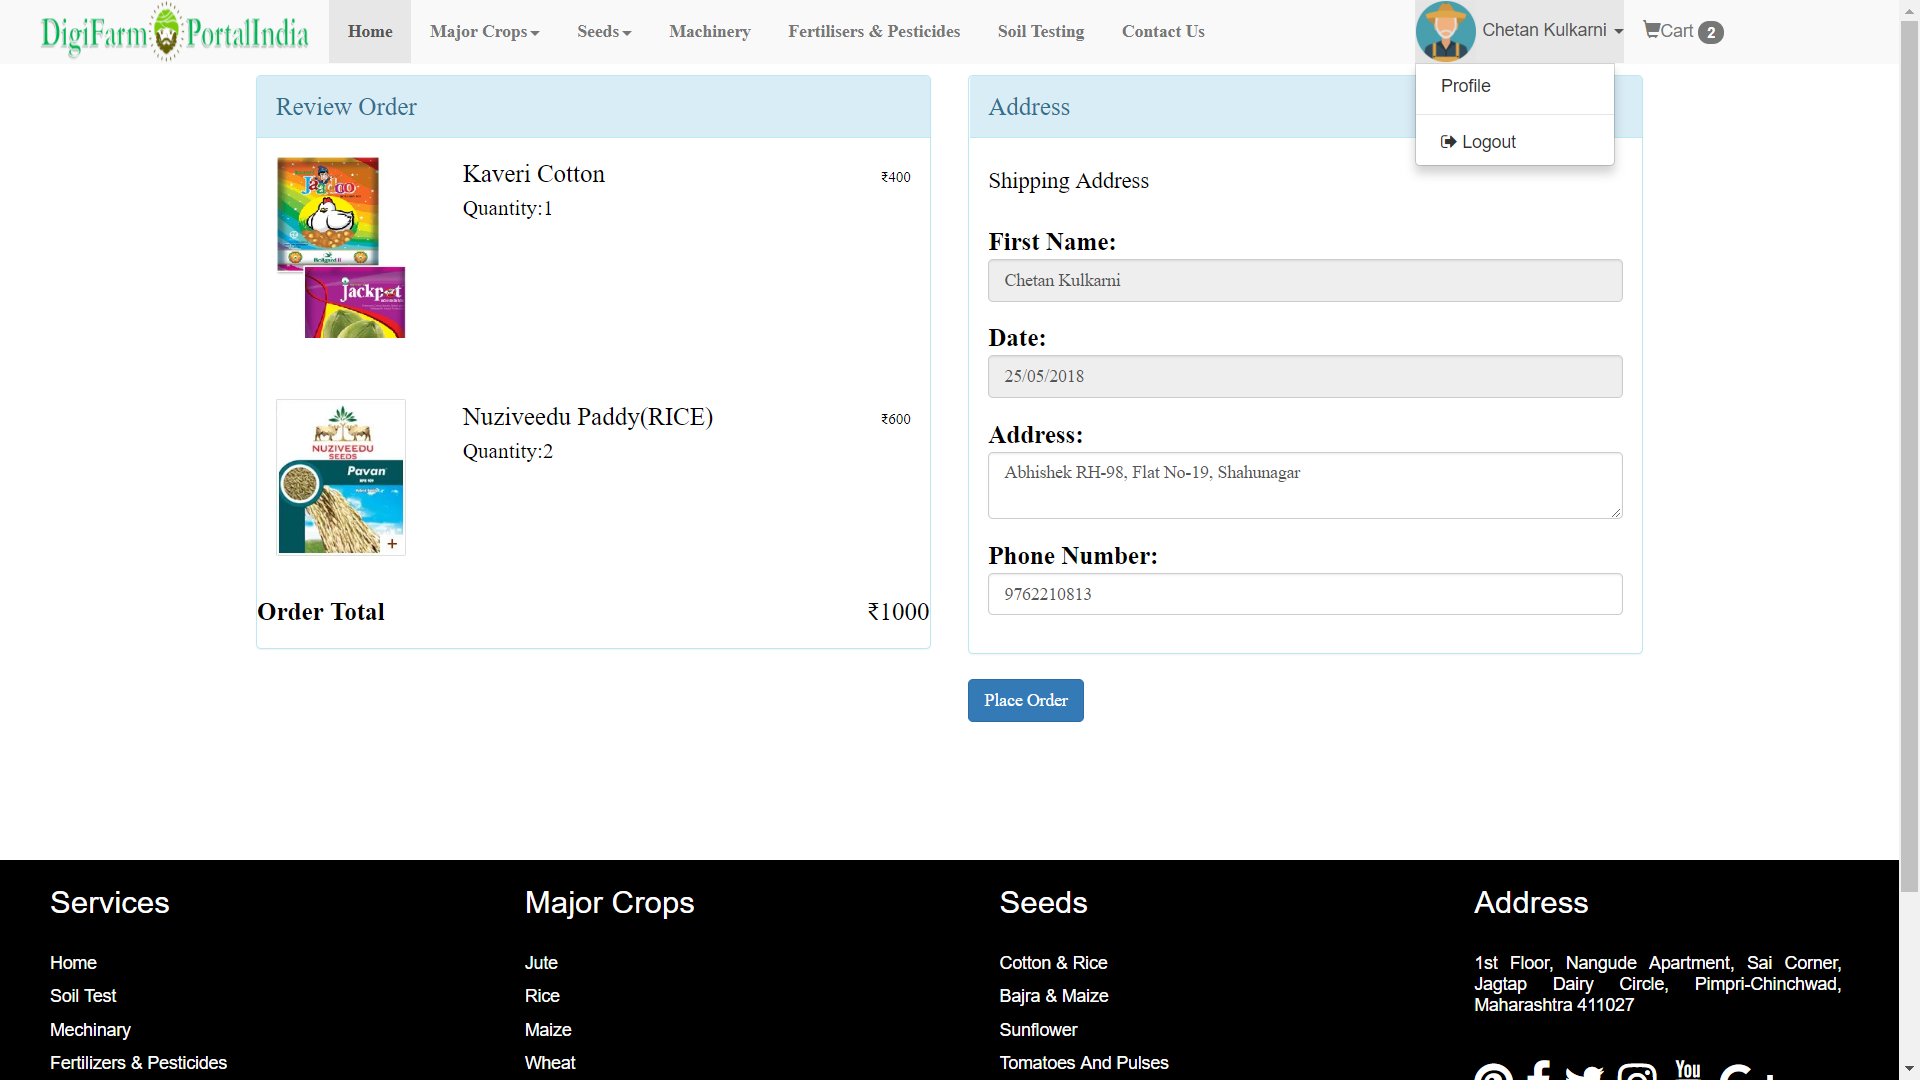 DigiFarm PortalIndia
Home
Major Crops
Seeds
Machinery
Fertilisers & Pesticides
Soil Testing
Contact Us
Chetan Kulkarni
Cart 2
Profile
Logout
Review Order
Kaveri Cotton
₹400
Quantity:1
Jaadoo
Jackpot
Nuziveedu Paddy(RICE)
₹600
Quantity:2
NUZIVEEDU
SEEDS
Pavan
Order Total
₹1000
Address
Shipping Address
First Name:
Chetan Kulkarni
Date:
25/05/2018
Address:
Abhishek RH-98, Flat No-19, Shahunagar
Phone Number:
9762210813
Place Order
Services
Home
Soil Test
Mechinary
Fertilizers & Pesticides
Major Crops
Jute
Rice
Maize
Wheat
Seeds
Cotton & Rice
Bajra & Maize
Sunflower
Tomatoes And Pulses
Address
1st Floor, Nangude Apartment, Sai Corner,
Jagtap Dairy Circle, Pimpri-Chinchwad,
Maharashtra 411027
You